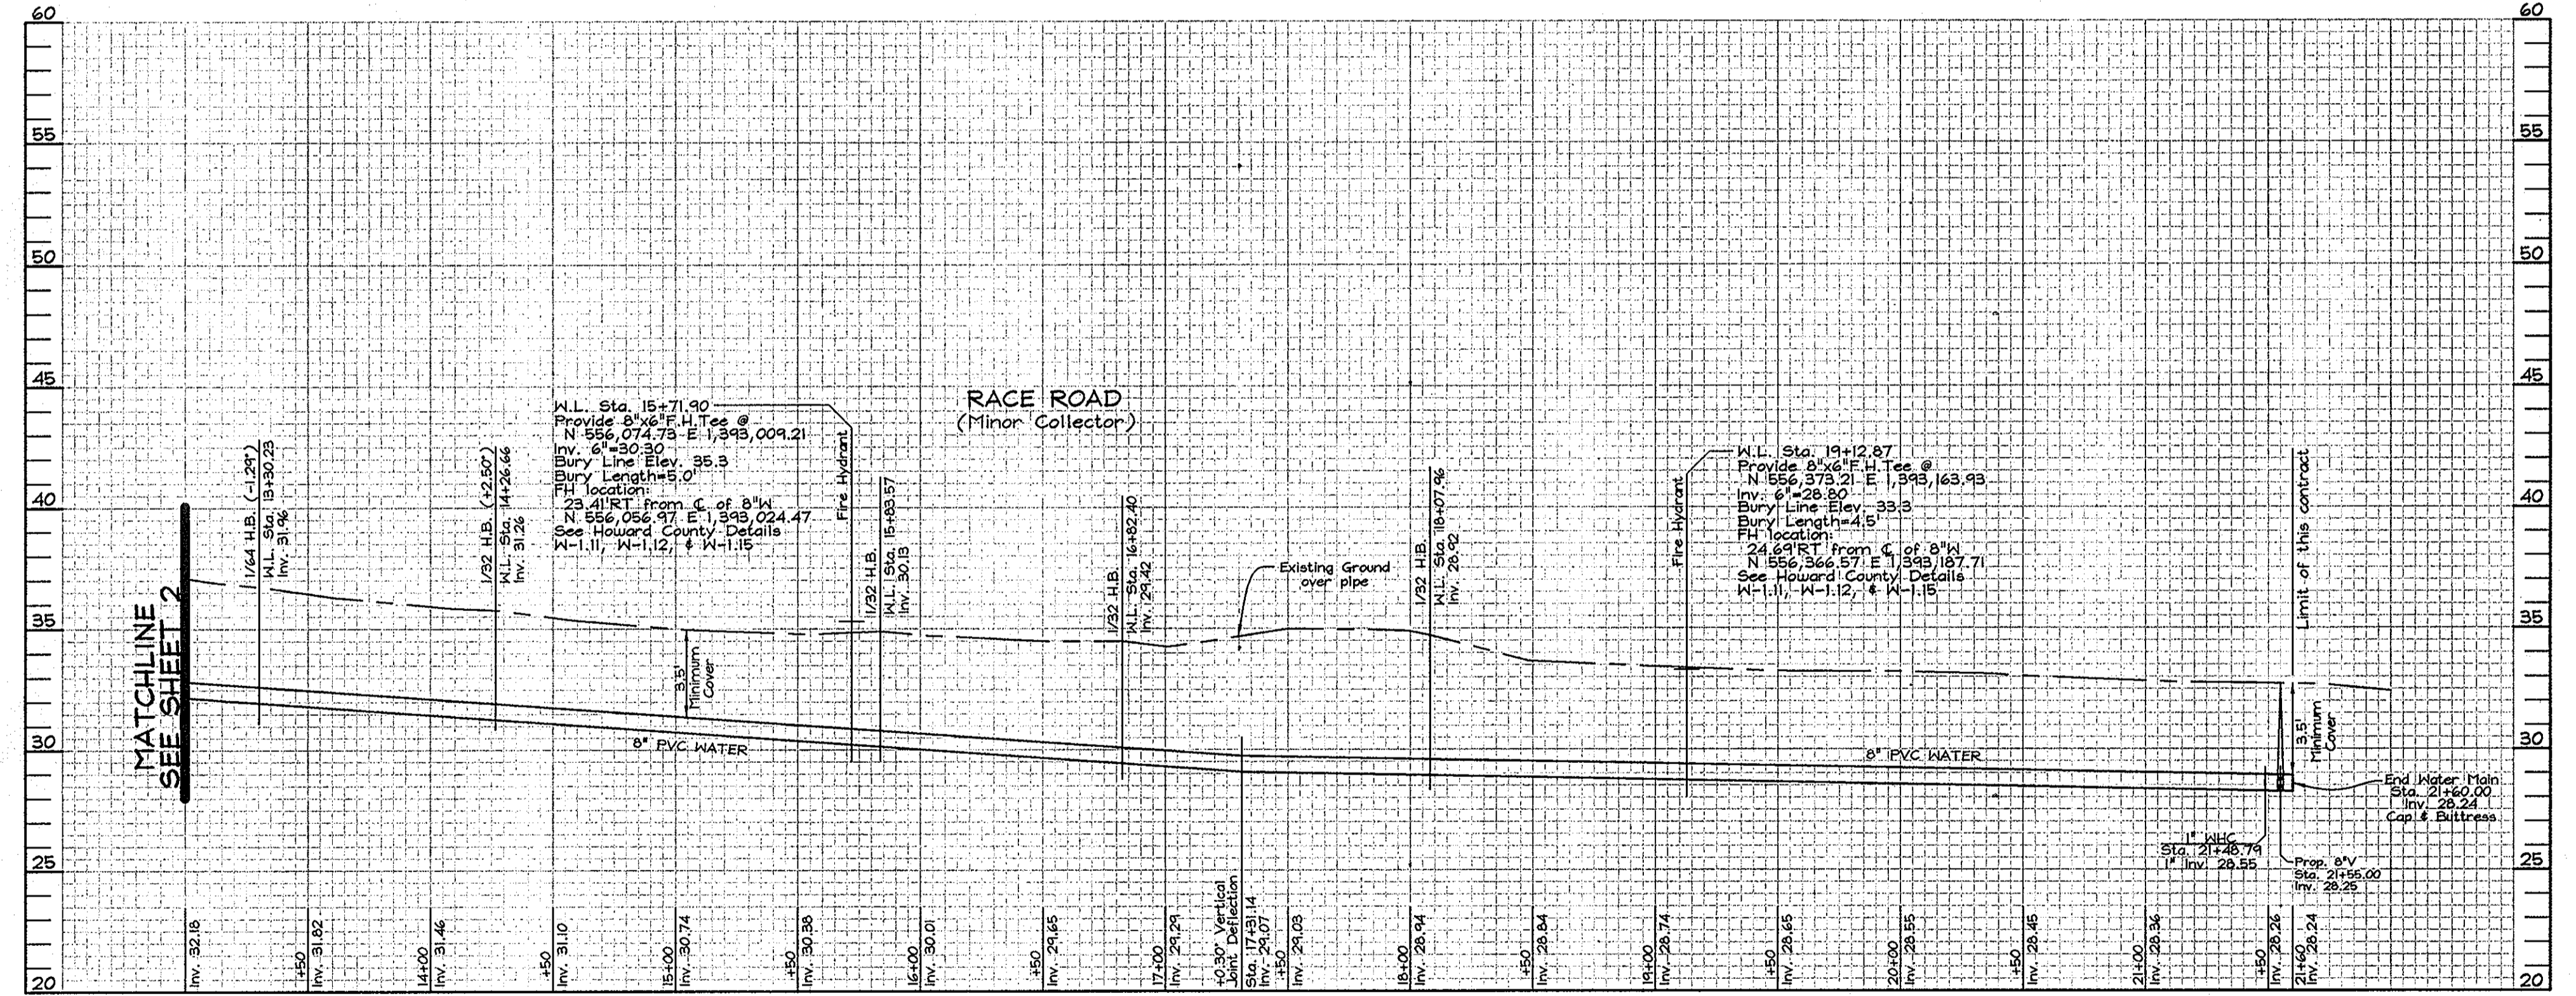 60
55
50
45
40
35
30
25
20
60
55
50
45
40
35
30
25
20
MATCHLINE
SEE SHEET 2
1/64 H.B. (-1.29°)
W.L. Sta. 13+30.23
Inv. 31.96
1/32 H.B. (+2.50°)
W.L. Sta. 14+26.66
Inv. 31.26
W.L. Sta. 15+71.90
Provide 8"x6"F.H.Tee @
N 556,074.73 E 1,393,009.21
Inv. 6"=30.30
Bury Line Elev. 35.3
Bury Length=5.0'
FH location:
23.41'RT from ℄ of 8"W
N 556,056.97 E 1,393,024.47
See Howard County Details
W-1.11, W-1.12, & W-1.15
Fire Hydrant
1/32 H.B.
W.L. Sta. 15+83.57
Inv. 30.13
RACE ROAD
(Minor Collector)
1/32 H.B.
W.L. Sta. 16+82.40
Inv. 29.42
Existing Ground
over pipe
1/32 H.B.
W.L. Sta. 18+07.96
Inv. 28.92
Fire Hydrant
W.L. Sta. 19+12.87
Provide 8"x6"F.H.Tee @
N 556,373.21 E 1,393,163.93
Inv. 6"=28.80
Bury Line Elev. 33.3
Bury Length=4.5'
FH location:
24.69'RT from ℄ of 8"W
N 556,366.57 E 1,393,187.71
See Howard County Details
W-1.11, W-1.12, & W-1.15
Limit of this contract
3.5'
Minimum
Cover
8" PVC WATER
8" PVC WATER
3.5'
Minimum
Cover
End Water Main
Sta. 21+60.00
Inv. 28.24
Cap & Buttress
1" WHC
Sta. 21+48.79
1" Inv. 28.55
Prop. 8"V
Sta. 21+55.00
Inv. 28.25
Inv. 32.18
+50
Inv. 31.82
14+00
Inv. 31.46
+50
Inv. 31.10
15+00
Inv. 30.74
+50
Inv. 30.38
16+00
Inv. 30.01
+50
Inv. 29.65
17+00
Inv. 29.29
+0.30° Vertical
Joint Deflection
Sta. 17+31.14
Inv. 29.07
+50
Inv. 29.03
18+00
Inv. 28.94
+50
Inv. 28.84
19+00
Inv. 28.74
+50
Inv. 28.65
20+00
Inv. 28.55
+50
Inv. 28.45
21+00
Inv. 28.36
+50
Inv. 28.26
21+60
Inv. 28.24